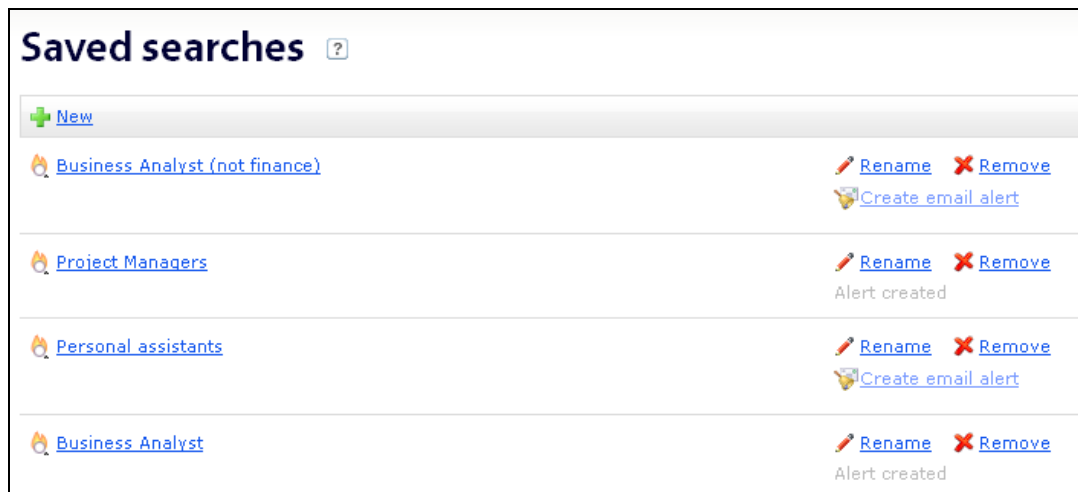 Saved searches ?
New
Business Analyst (not finance) Rename Remove
Create email alert
Project Managers Rename Remove
Alert created
Personal assistants Rename Remove
Create email alert
Business Analyst Rename Remove
Alert created